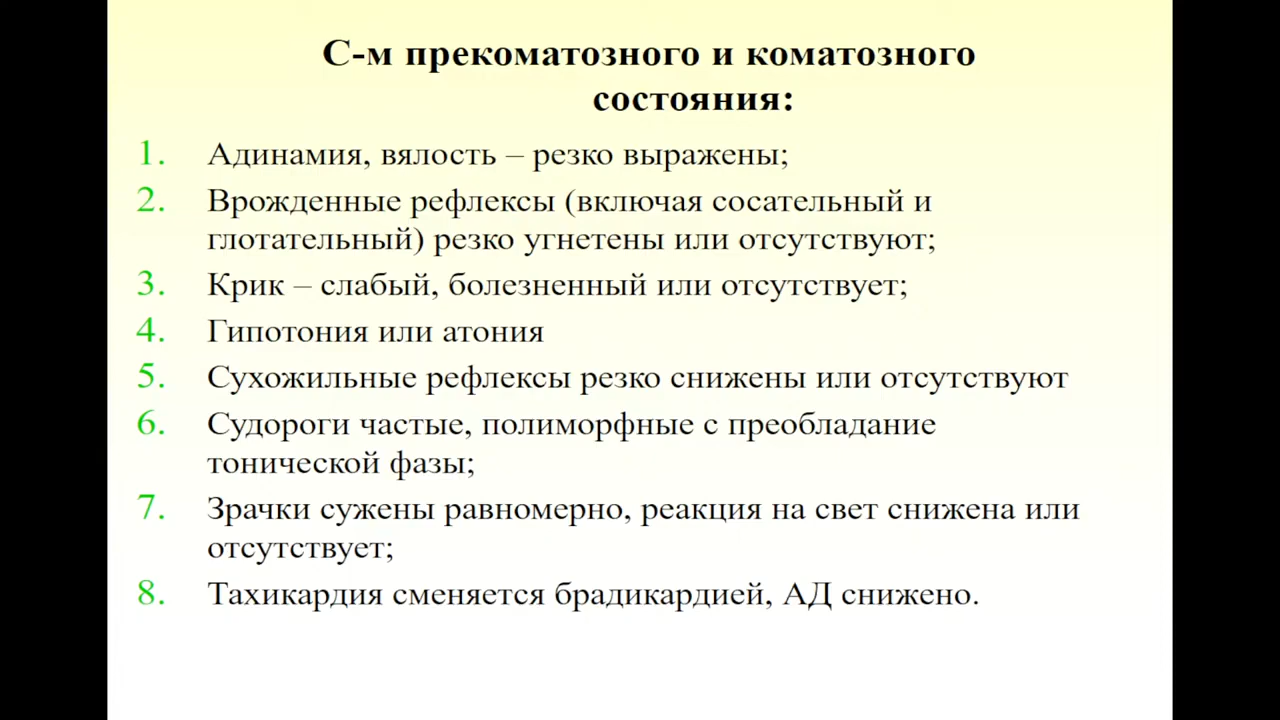 С-м прекоматозного и коматозного
состояния:
1. Адинамия, вялость – резко выражены;
2. Врожденные рефлексы (включая сосательный и
глотательный) резко угнетены или отсутствуют;
3. Крик – слабый, болезненный или отсутствует;
4. Гипотония или атония
5. Сухожильные рефлексы резко снижены или отсутствуют
6. Судороги частые, полиморфные с преобладание
тонической фазы;
7. Зрачки сужены равномерно, реакция на свет снижена или
отсутствует;
8. Тахикардия сменяется брадикардией, АД снижено.